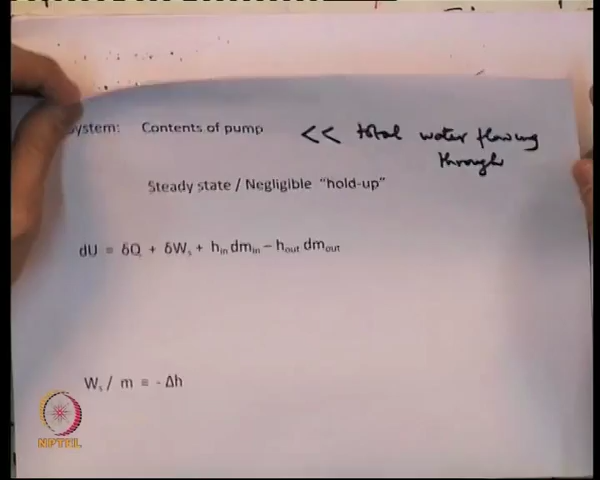 System: Contents of pump << total water flowing
through
Steady state / Negligible "hold-up"
dU = δQ + δWₛ + hᵢₙ dmᵢₙ – hₒᵤₜ dmₒᵤₜ
Wₛ / m = - Δh
NPTEL